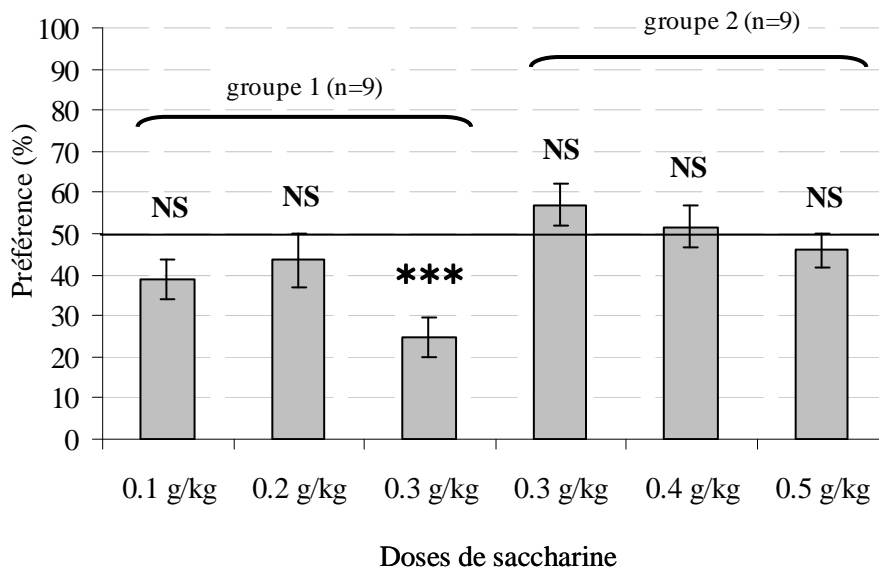 groupe 2 (n=9)
groupe 1 (n=9)
Préférence (%)
100
90
80
70
60
50
40
30
20
10
0
NS
NS
***
NS
NS
NS
0.1 g/kg 0.2 g/kg 0.3 g/kg 0.3 g/kg 0.4 g/kg 0.5 g/kg
Doses de saccharine